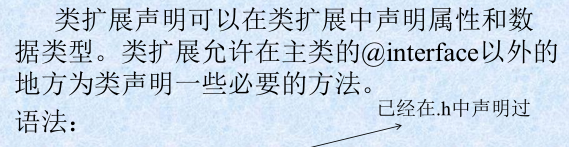 类扩展声明可以在类扩展中声明属性和数
据类型。类扩展允许在主类的@interface以外的
地方为类声明一些必要的方法。
已经在.h中声明过
语法：